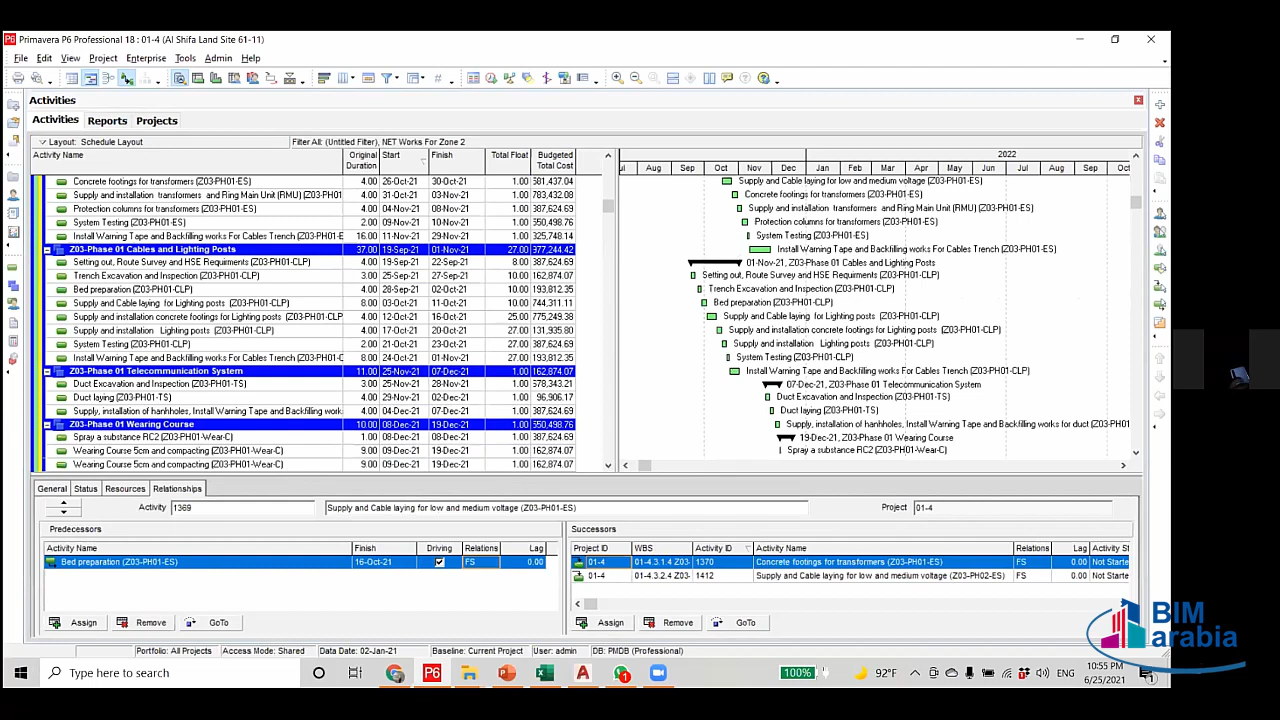 Primavera P6 Professional 18 : 01-4 (Al Shifa Land Site 61-11)
File Edit View Project Enterprise Tools Admin Help
Activities
Activities Reports Projects
Layout: Schedule Layout Filter All: (Untitled Filter), NET Works For Zone 2
Activity Name Original Duration Start Finish Total Float Budgeted Total Cost
2022
Aug Sep Oct Nov Dec Jan Feb Mar Apr May Jun Jul Aug Sep
Concrete footings for transformers (Z03-PH01-ES) 4.00 26-Oct-21 30-Oct-21 1.00 581,437.04
Supply and installation transformers and Ring Main Unit (RMU) (Z03-PH01 4.00 31-Oct-21 03-Nov-21 1.00 783,432.08
Protection columns for transformers (Z03-PH01-ES) 4.00 04-Nov-21 08-Nov-21 1.00 387,624.69
System Testing (Z03-PH01-ES) 2.00 09-Nov-21 10-Nov-21 1.00 350,498.76
Install Warning Tape and Backfilling works For Cables Trench (Z03-PH01-E 16.00 11-Nov-21 29-Nov-21 1.00 325,748.14
Z03-Phase 01 Cables and Lighting Posts 37.00 19-Sep-21 01-Nov-21 27.00 977,244.42
Setting out, Route Survey and HSE Requirments (Z03-PH01-CLP) 4.00 19-Sep-21 22-Sep-21 8.00 387,624.69
Trench Excavation and Inspection (Z03-PH01-CLP) 3.00 25-Sep-21 27-Sep-21 10.00 162,874.07
Bed preparation (Z03-PH01-CLP) 4.00 28-Sep-21 02-Oct-21 10.00 193,812.35
Supply and Cable laying for Lighting posts (Z03-PH01-CLP) 8.00 03-Oct-21 11-Oct-21 10.00 744,311.11
Supply and installation concrete footings for Lighting posts (Z03-PH01-CLP 4.00 12-Oct-21 16-Oct-21 25.00 775,249.38
Supply and installation Lighting posts (Z03-PH01-CLP) 4.00 17-Oct-21 20-Oct-21 27.00 131,935.80
System Testing (Z03-PH01-CLP) 2.00 21-Oct-21 23-Oct-21 27.00 387,624.69
Install Warning Tape and Backfilling works For Cables Trench (Z03-PH01-C 8.00 24-Oct-21 01-Nov-21 27.00 193,812.35
Z03-Phase 01 Telecommunication System 11.00 25-Nov-21 07-Dec-21 1.00 162,874.07
Duct Excavation and Inspection (Z03-PH01-TS) 3.00 25-Nov-21 28-Nov-21 1.00 578,343.21
Duct laying (Z03-PH01-TS) 4.00 29-Nov-21 02-Dec-21 1.00 96,906.17
Supply, installation of hanhholes, Install Warning Tape and Backfilling works 4.00 04-Dec-21 07-Dec-21 1.00 387,624.69
Z03-Phase 01 Wearing Course 10.00 08-Dec-21 19-Dec-21 1.00 550,498.76
Spray a substance RC2 (Z03-PH01-Wear-C) 1.00 08-Dec-21 08-Dec-21 1.00 387,624.69
Wearing Course 5cm and compacting (Z03-PH01-Wear-C) 9.00 09-Dec-21 19-Dec-21 1.00 162,874.07
Wearing Course 5cm and compacting (Z03-PH01-Wear-C) 9.00 09-Dec-21 19-Dec-21 1.00 162,874.07
Supply and Cable laying for low and medium voltage (Z03-PH01-ES)
Concrete footings for transformers (Z03-PH01-ES)
Supply and installation transformers and Ring Main Unit (RMU) (Z03-PH01-ES)
Protection columns for transformers (Z03-PH01-ES)
System Testing (Z03-PH01-ES)
Install Warning Tape and Backfilling works For Cables Trench (Z03-PH01-ES)
01-Nov-21, Z03-Phase 01 Cables and Lighting Posts
Setting out, Route Survey and HSE Requirments (Z03-PH01-CLP)
Trench Excavation and Inspection (Z03-PH01-CLP)
Bed preparation (Z03-PH01-CLP)
Supply and Cable laying for Lighting posts (Z03-PH01-CLP)
Supply and installation concrete footings for Lighting posts (Z03-PH01-CLP)
Supply and installation Lighting posts (Z03-PH01-CLP)
System Testing (Z03-PH01-CLP)
Install Warning Tape and Backfilling works For Cables Trench (Z03-PH01-CLP)
07-Dec-21, Z03-Phase 01 Telecommunication System
Duct Excavation and Inspection (Z03-PH01-TS)
Duct laying (Z03-PH01-TS)
Supply, installation of hanhholes, Install Warning Tape and Backfilling works for duct (Z03-PH01
19-Dec-21, Z03-Phase 01 Wearing Course
Spray a substance RC2 (Z03-PH01-Wear-C)
General Status Resources Relationships
Activity 1369 Supply and Cable laying for low and medium voltage (Z03-PH01-ES) Project 01-4
Predecessors Successors
Activity Name Finish Driving Relations Lag
Bed preparation (Z03-PH01-ES) 16-Oct-21 FS 0.00
Project ID WBS Activity ID Activity Name Relations Lag Activity St
01-4 01-4.3.1.4 Z03- 1370 Concrete footings for transformers (Z03-PH01-ES) FS 0.00 Not Starte
01-4 01-4.3.2.4 Z03- 1412 Supply and Cable laying for low and medium voltage (Z03-PH02-ES) FS 0.00 Not Starte
Assign Remove GoTo Assign Remove GoTo
Portfolio: All Projects Access Mode: Shared Data Date: 02-Jan-21 Baseline: Current Project User: admin DB: PMDB (Professional)
BIM
arabia
Type here to search 100% 92°F ENG 10:55 PM
6/25/2021